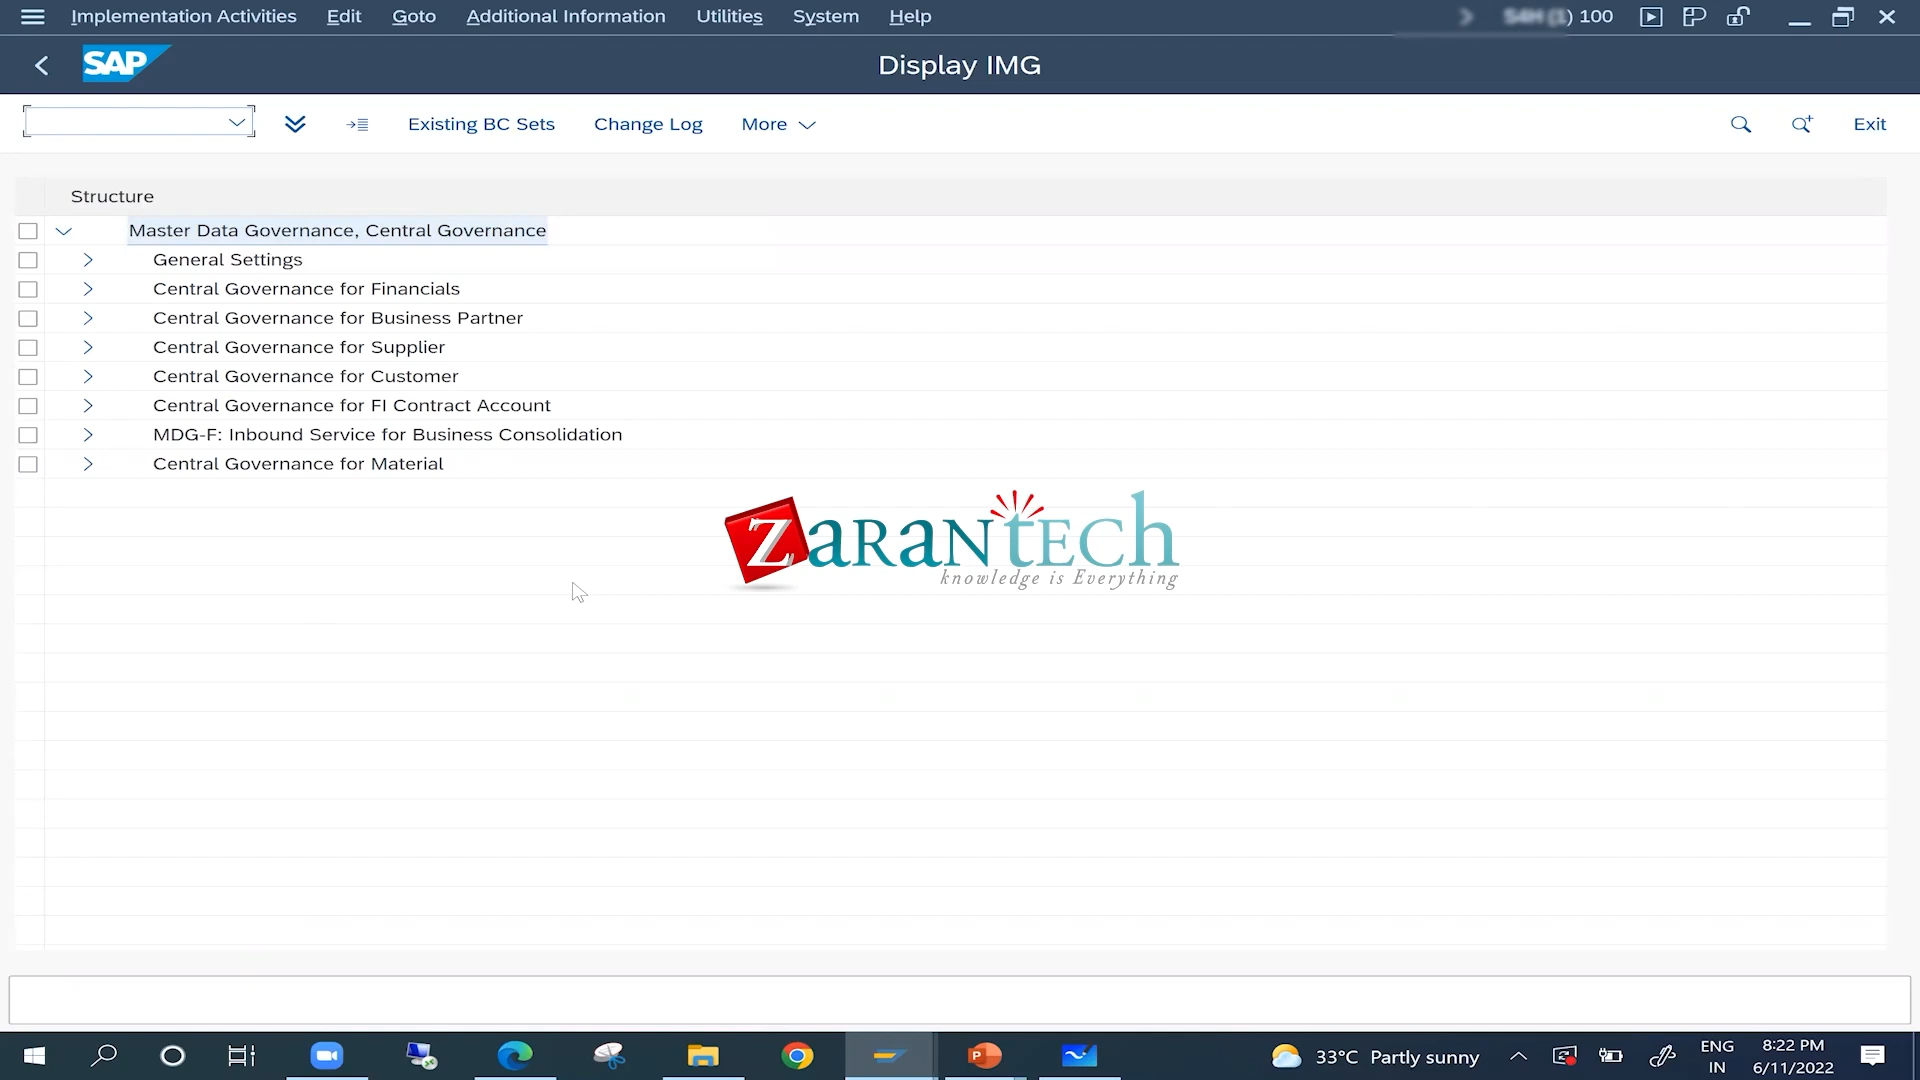 Implementation Activities Edit Goto Additional Information Utilities System Help S4H (1) 100
SAP Display IMG
Existing BC Sets Change Log More Exit
Structure
Master Data Governance, Central Governance
General Settings
Central Governance for Financials
Central Governance for Business Partner
Central Governance for Supplier
Central Governance for Customer
Central Governance for FI Contract Account
MDG-F: Inbound Service for Business Consolidation
Central Governance for Material
ZaranTech
knowledge is Everything
33°C Partly sunny
ENG
IN
8:22 PM
6/11/2022